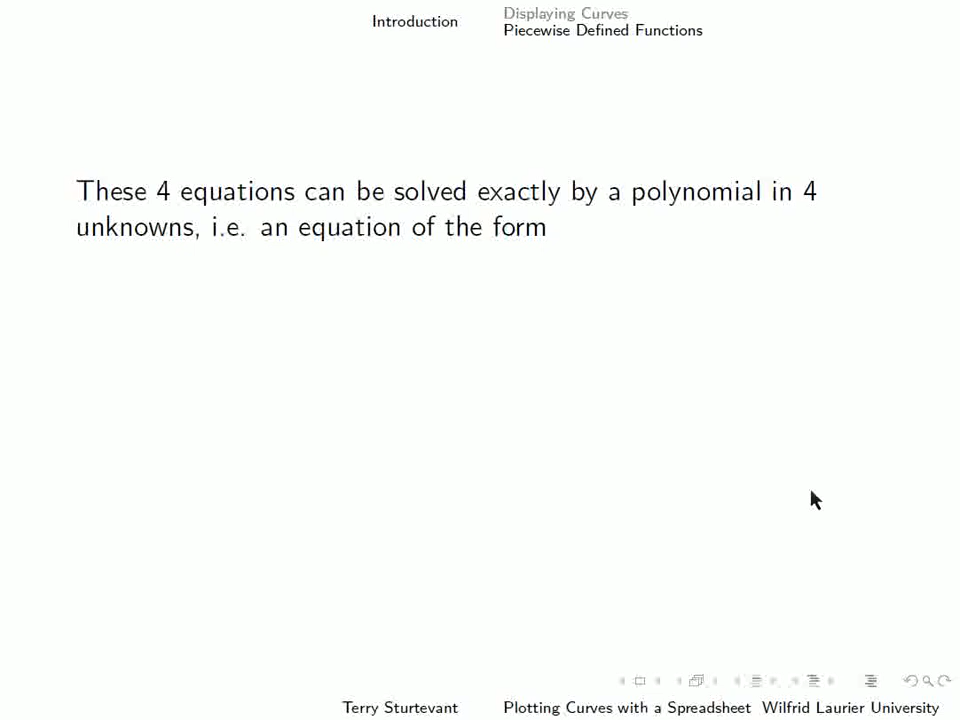 Introduction
Displaying Curves
Piecewise Defined Functions
These 4 equations can be solved exactly by a polynomial in 4
unknowns, i.e. an equation of the form
Terry Sturtevant
Plotting Curves with a Spreadsheet Wilfrid Laurier University